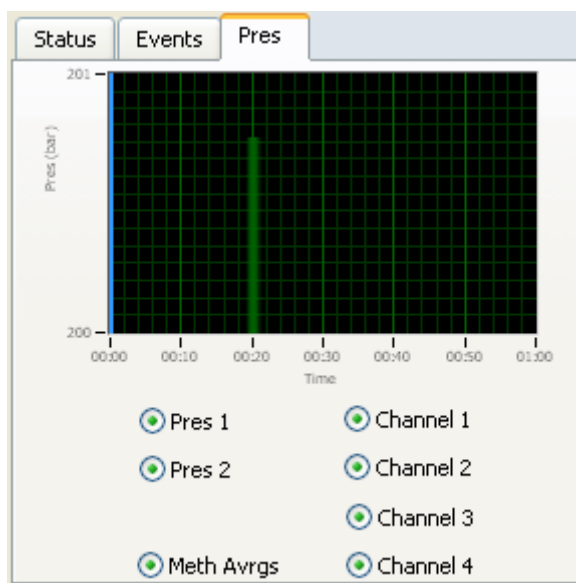 Status Events Pres
201
Pres (bar)
200
00:00 00:10 00:20 00:30 00:40 00:50 01:00
Time
Pres 1 Channel 1
Pres 2 Channel 2
Channel 3
Meth Avrgs Channel 4